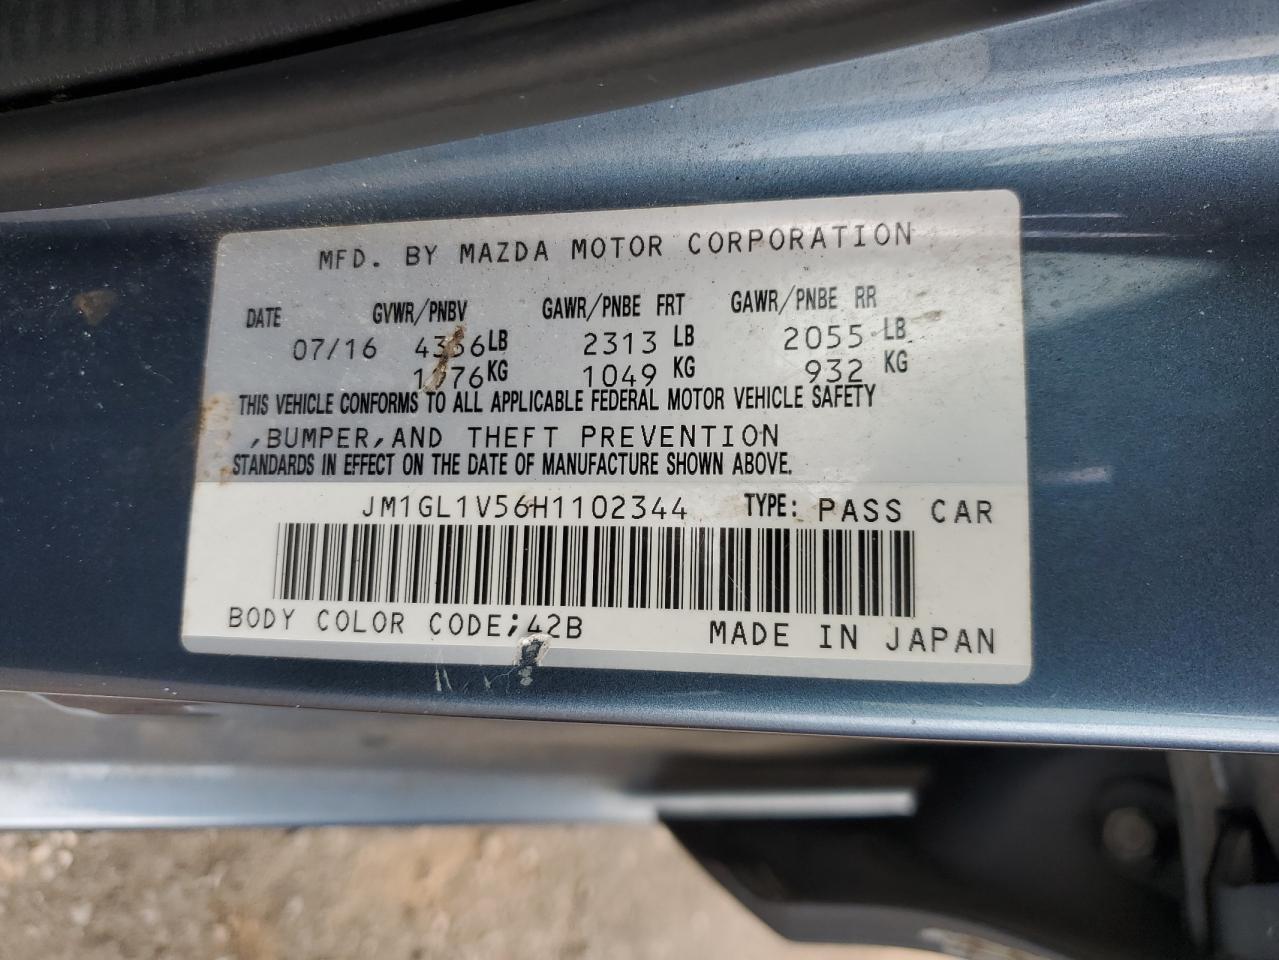 MFD. BY MAZDA MOTOR CORPORATION
DATE GVWR/PNBV GAWR/PNBE FRT GAWR/PNBE RR
07/16 LB 2313 LB 2055 LB
KG 1049 KG 932 KG
THIS VEHICLE CONFORMS TO ALL APPLICABLE FEDERAL MOTOR VEHICLE SAFETY
,BUMPER,AND THEFT PREVENTION
STANDARDS IN EFFECT ON THE DATE OF MANUFACTURE SHOWN ABOVE.
JM1GL1V56H1102344 TYPE: PASS CAR
BODY COLOR CODE;42B MADE IN JAPAN